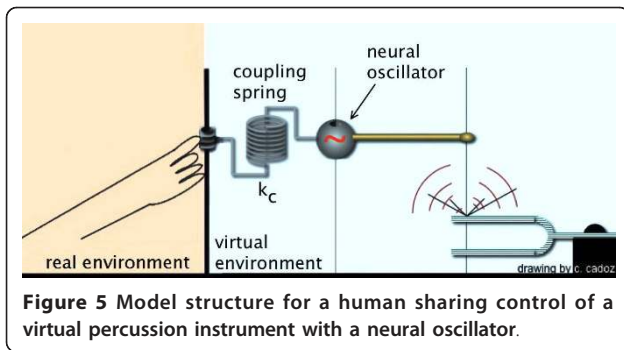 neural
oscillator
coupling
spring
~
k_c
real environment
virtual
environment
drawing by c. cadoz
Figure 5 Model structure for a human sharing control of a
virtual percussion instrument with a neural oscillator.